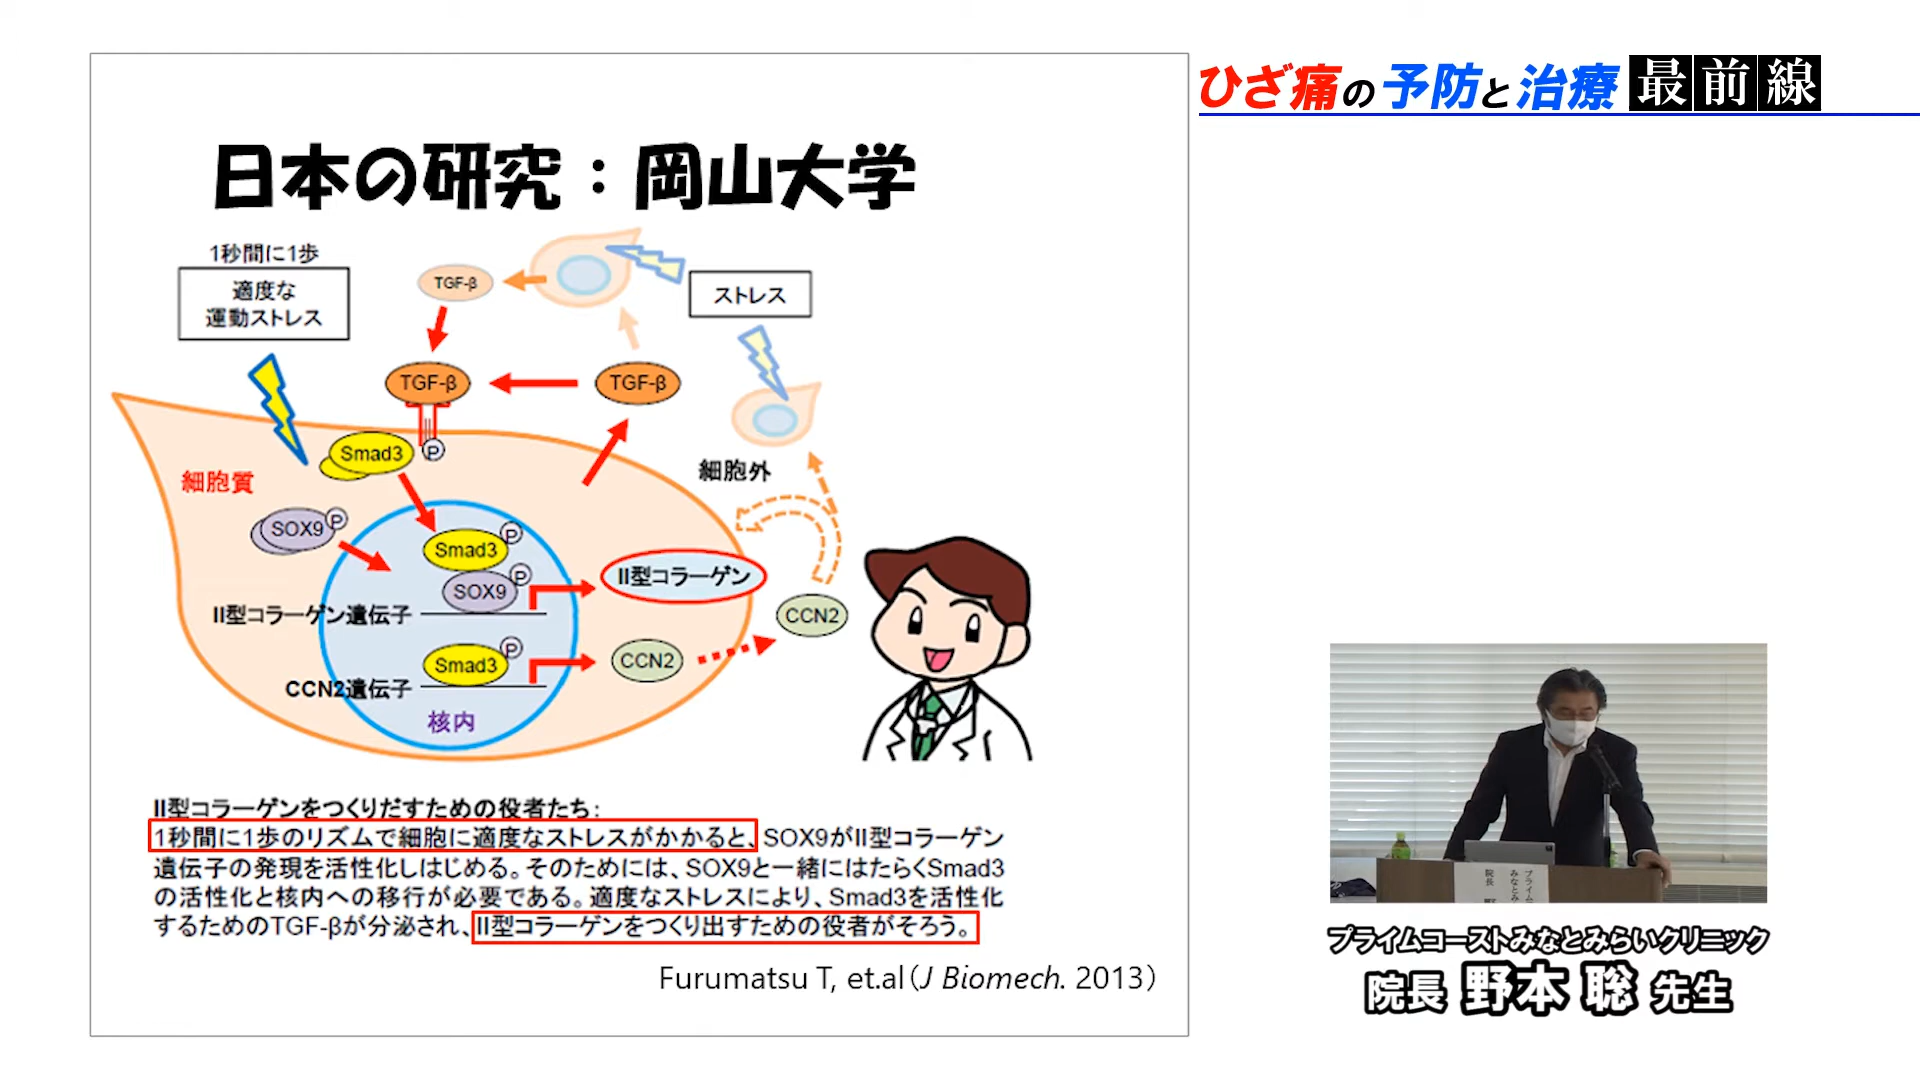 ひざ痛の予防と治療 最前線
日本の研究：岡山大学
1秒間に1歩
適度な
運動ストレス
TGF-β
ストレス
TGF-β
TGF-β
Smad3
P
細胞質
細胞外
SOX9
P
Smad3
P
SOX9
P
II型コラーゲン
II型コラーゲン遺伝子
CCN2
Smad3
P
CCN2
CCN2遺伝子
核内
II型コラーゲンをつくりだすための役者たち：
1秒間に1歩のリズムで細胞に適度なストレスがかかると、SOX9がII型コラーゲン
遺伝子の発現を活性化しはじめる。そのためには、SOX9と一緒にはたらくSmad3
の活性化と核内への移行が必要である。適度なストレスにより、Smad3を活性化
するためのTGF-βが分泌され、II型コラーゲンをつくり出すための役者がそろう。
Furumatsu T, et.al（J Biomech. 2013）
プライムコーストみなとみらいクリニック
院長 野本 聡 先生